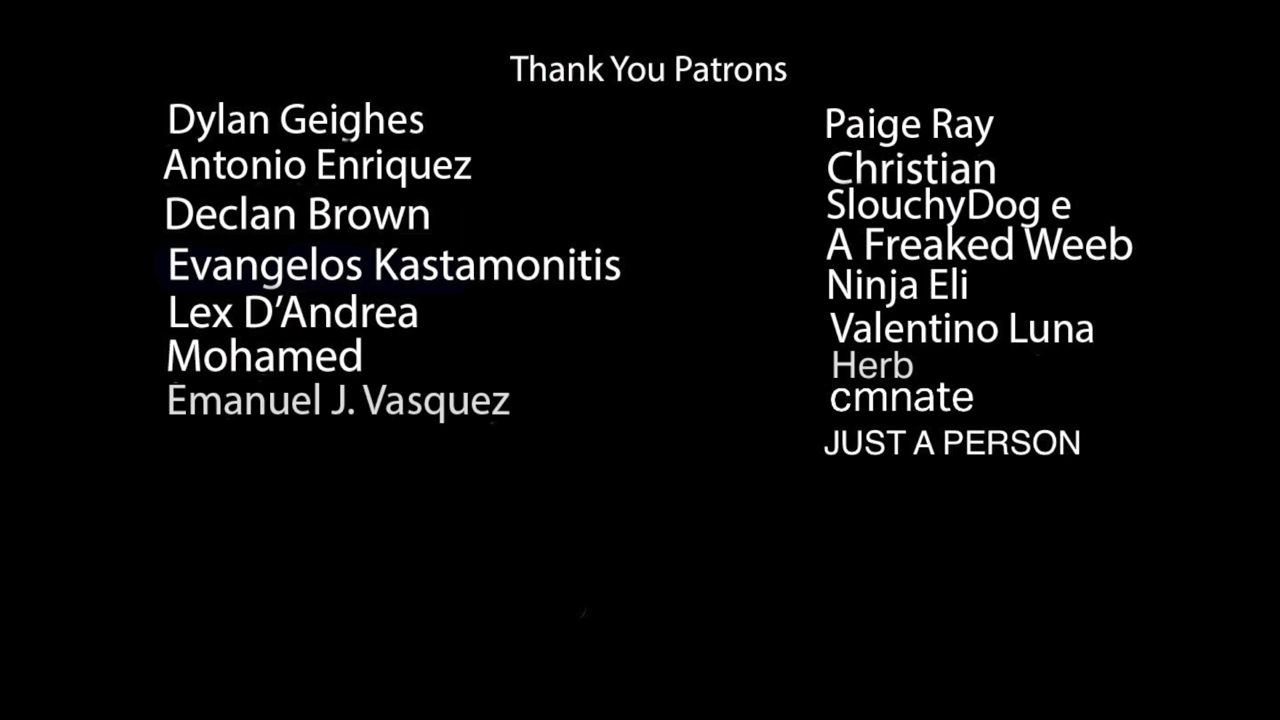 Thank You Patrons
Dylan Geighes
Antonio Enriquez
Declan Brown
Evangelos Kastamonitis
Lex D’Andrea
Mohamed
Emanuel J. Vasquez
Paige Ray
Christian
SlouchyDog e
A Freaked Weeb
Ninja Eli
Valentino Luna
Herb
cmnate
JUST A PERSON